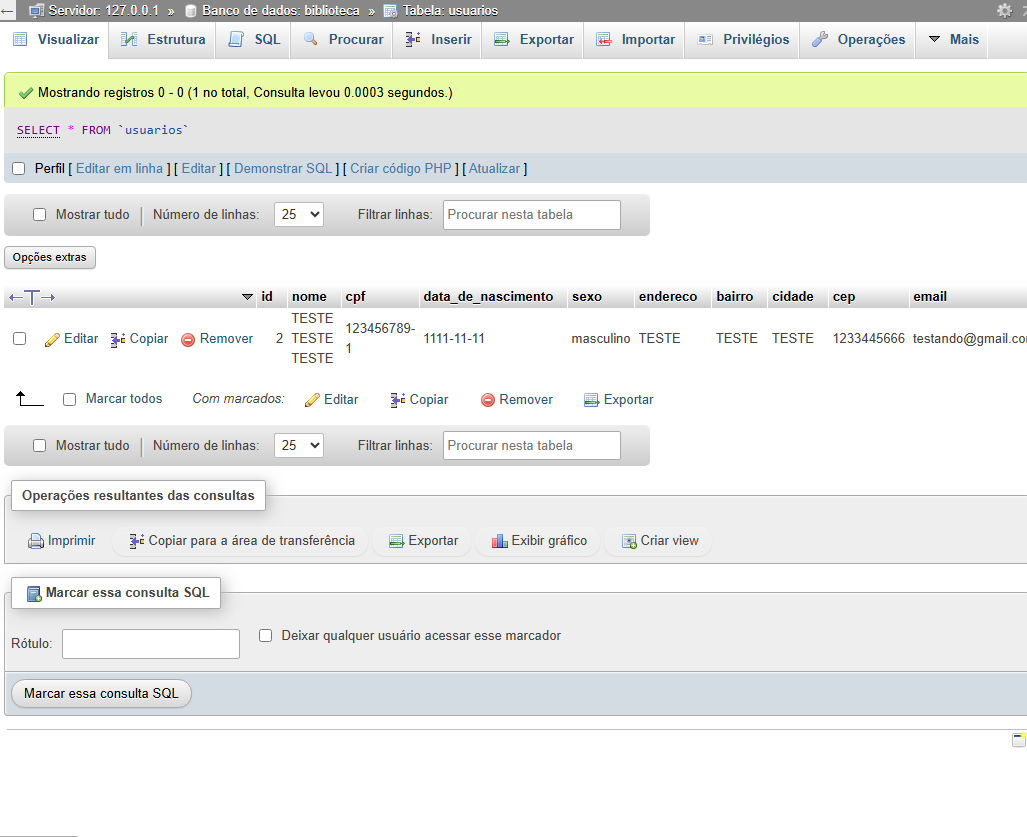 Servidor: 127.0.0.1 » Banco de dados: biblioteca » Tabela: usuarios
Visualizar Estrutura SQL Procurar Inserir Exportar Importar Privilégios Operações Mais
Mostrando registros 0 - 0 (1 no total, Consulta levou 0.0003 segundos.)
SELECT * FROM `usuarios`
Perfil [ Editar em linha ] [ Editar ] [ Demonstrar SQL ] [ Criar código PHP ] [ Atualizar ]
Mostrar tudo Número de linhas: 25 Filtrar linhas: Procurar nesta tabela
Opções extras
←T→ id nome cpf data_de_nascimento sexo endereco bairro cidade cep email
Editar Copiar Remover 2 TESTE TESTE TESTE 123456789-1 1111-11-11 masculino TESTE TESTE TESTE 1233445666 testando@gmail.co
Marcar todos Com marcados: Editar Copiar Remover Exportar
Mostrar tudo Número de linhas: 25 Filtrar linhas: Procurar nesta tabela
Operações resultantes das consultas
Imprimir Copiar para a área de transferência Exportar Exibir gráfico Criar view
Marcar essa consulta SQL
Rótulo: Deixar qualquer usuário acessar esse marcador
Marcar essa consulta SQL